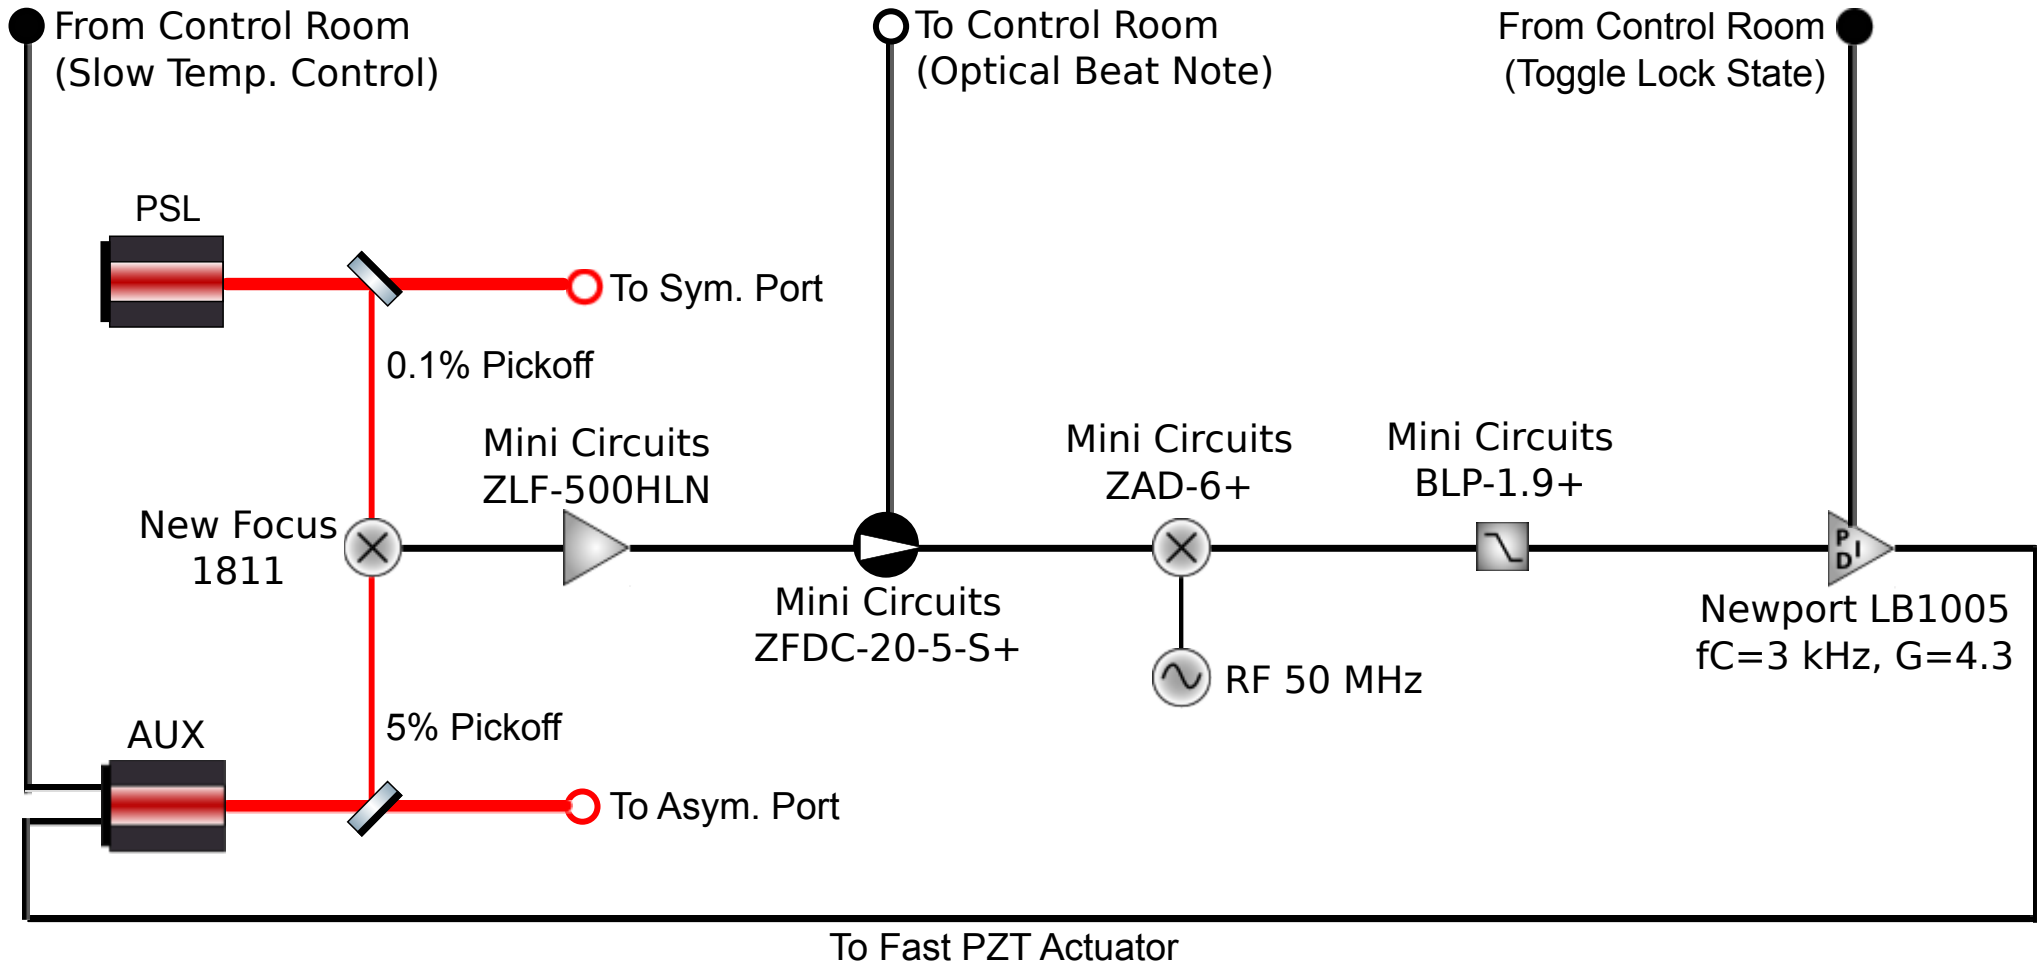 From Control Room
(Slow Temp. Control)
To Control Room
(Optical Beat Note)
From Control Room
(Toggle Lock State)
PSL
To Sym. Port
0.1% Pickoff
Mini Circuits
ZLF-500HLN
New Focus
1811
Mini Circuits
ZFDC-20-5-S+
Mini Circuits
ZAD-6+
RF 50 MHz
Mini Circuits
BLP-1.9+
P I
D
Newport LB1005
fC=3 kHz, G=4.3
5% Pickoff
AUX
To Asym. Port
To Fast PZT Actuator